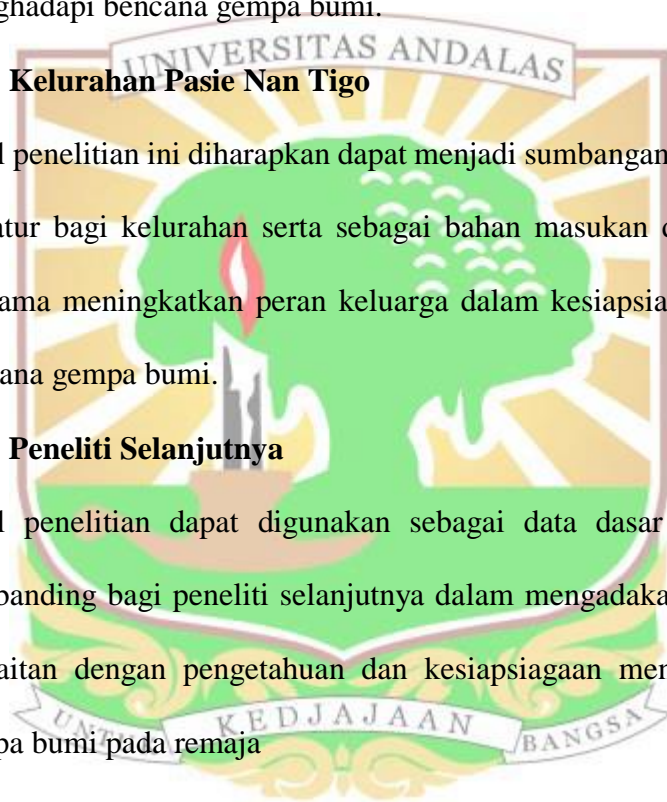 ghadapi bencana gempa bumi.
UNIVERSITAS ANDALAS
Kelurahan Pasie Nan Tigo
l penelitian ini diharapkan dapat menjadi sumbangan
atur bagi kelurahan serta sebagai bahan masukan
ama meningkatkan peran keluarga dalam kesiapsia
ana gempa bumi.
Peneliti Selanjutnya
l penelitian dapat digunakan sebagai data dasar
banding bagi peneliti selanjutnya dalam mengadaka
aitan dengan pengetahuan dan kesiapsiagaan men
UNTUK KEDJAJAAN BANGSA
pa bumi pada remaja